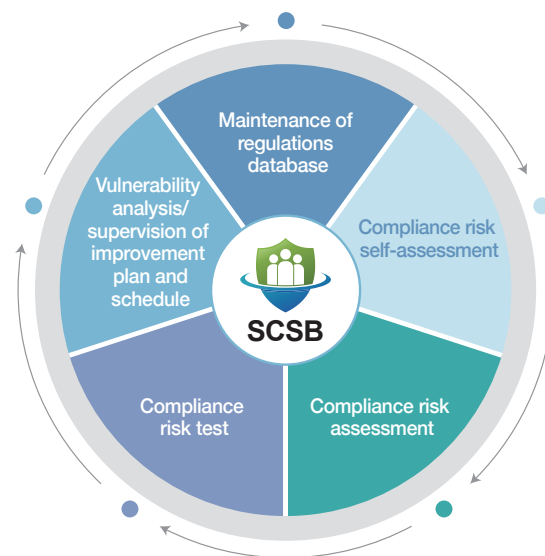 Maintenance of
regulations
database
Compliance risk
self-assessment
Compliance risk
assessment
Compliance
risk test
Vulnerability
analysis/
supervision of
improvement
plan and
schedule
SCSB